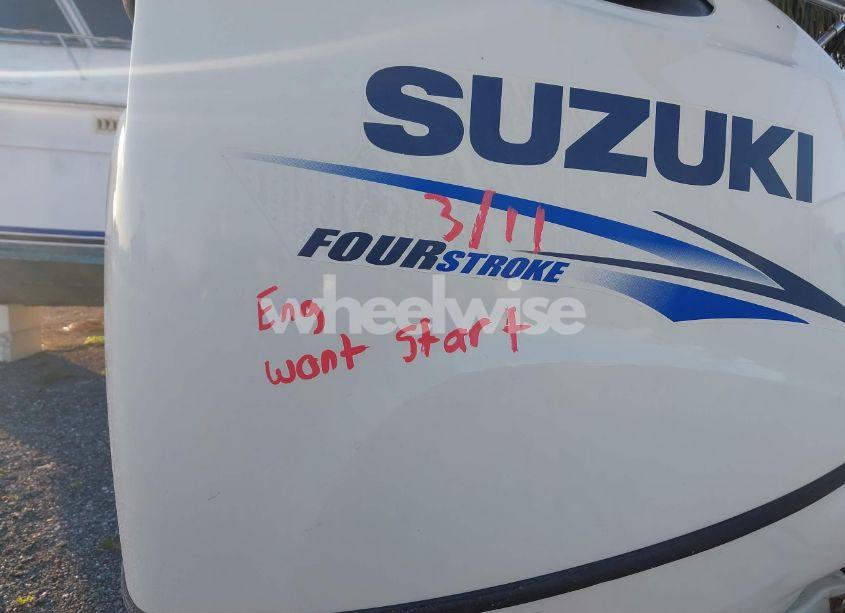 SUZUKI
3/11
FOURSTROKE
Eng
wheelwise
wont start